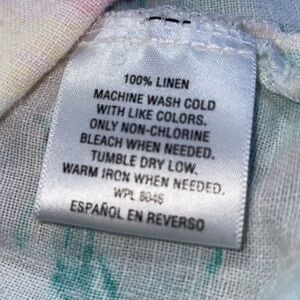 100% LINEN
MACHINE WASH COLD
WITH LIKE COLORS.
ONLY NON-CHLORINE
BLEACH WHEN NEEDED.
TUMBLE DRY LOW.
WARM IRON WHEN NEEDED.
WPL 8046
ESPAÑOL EN REVERSO